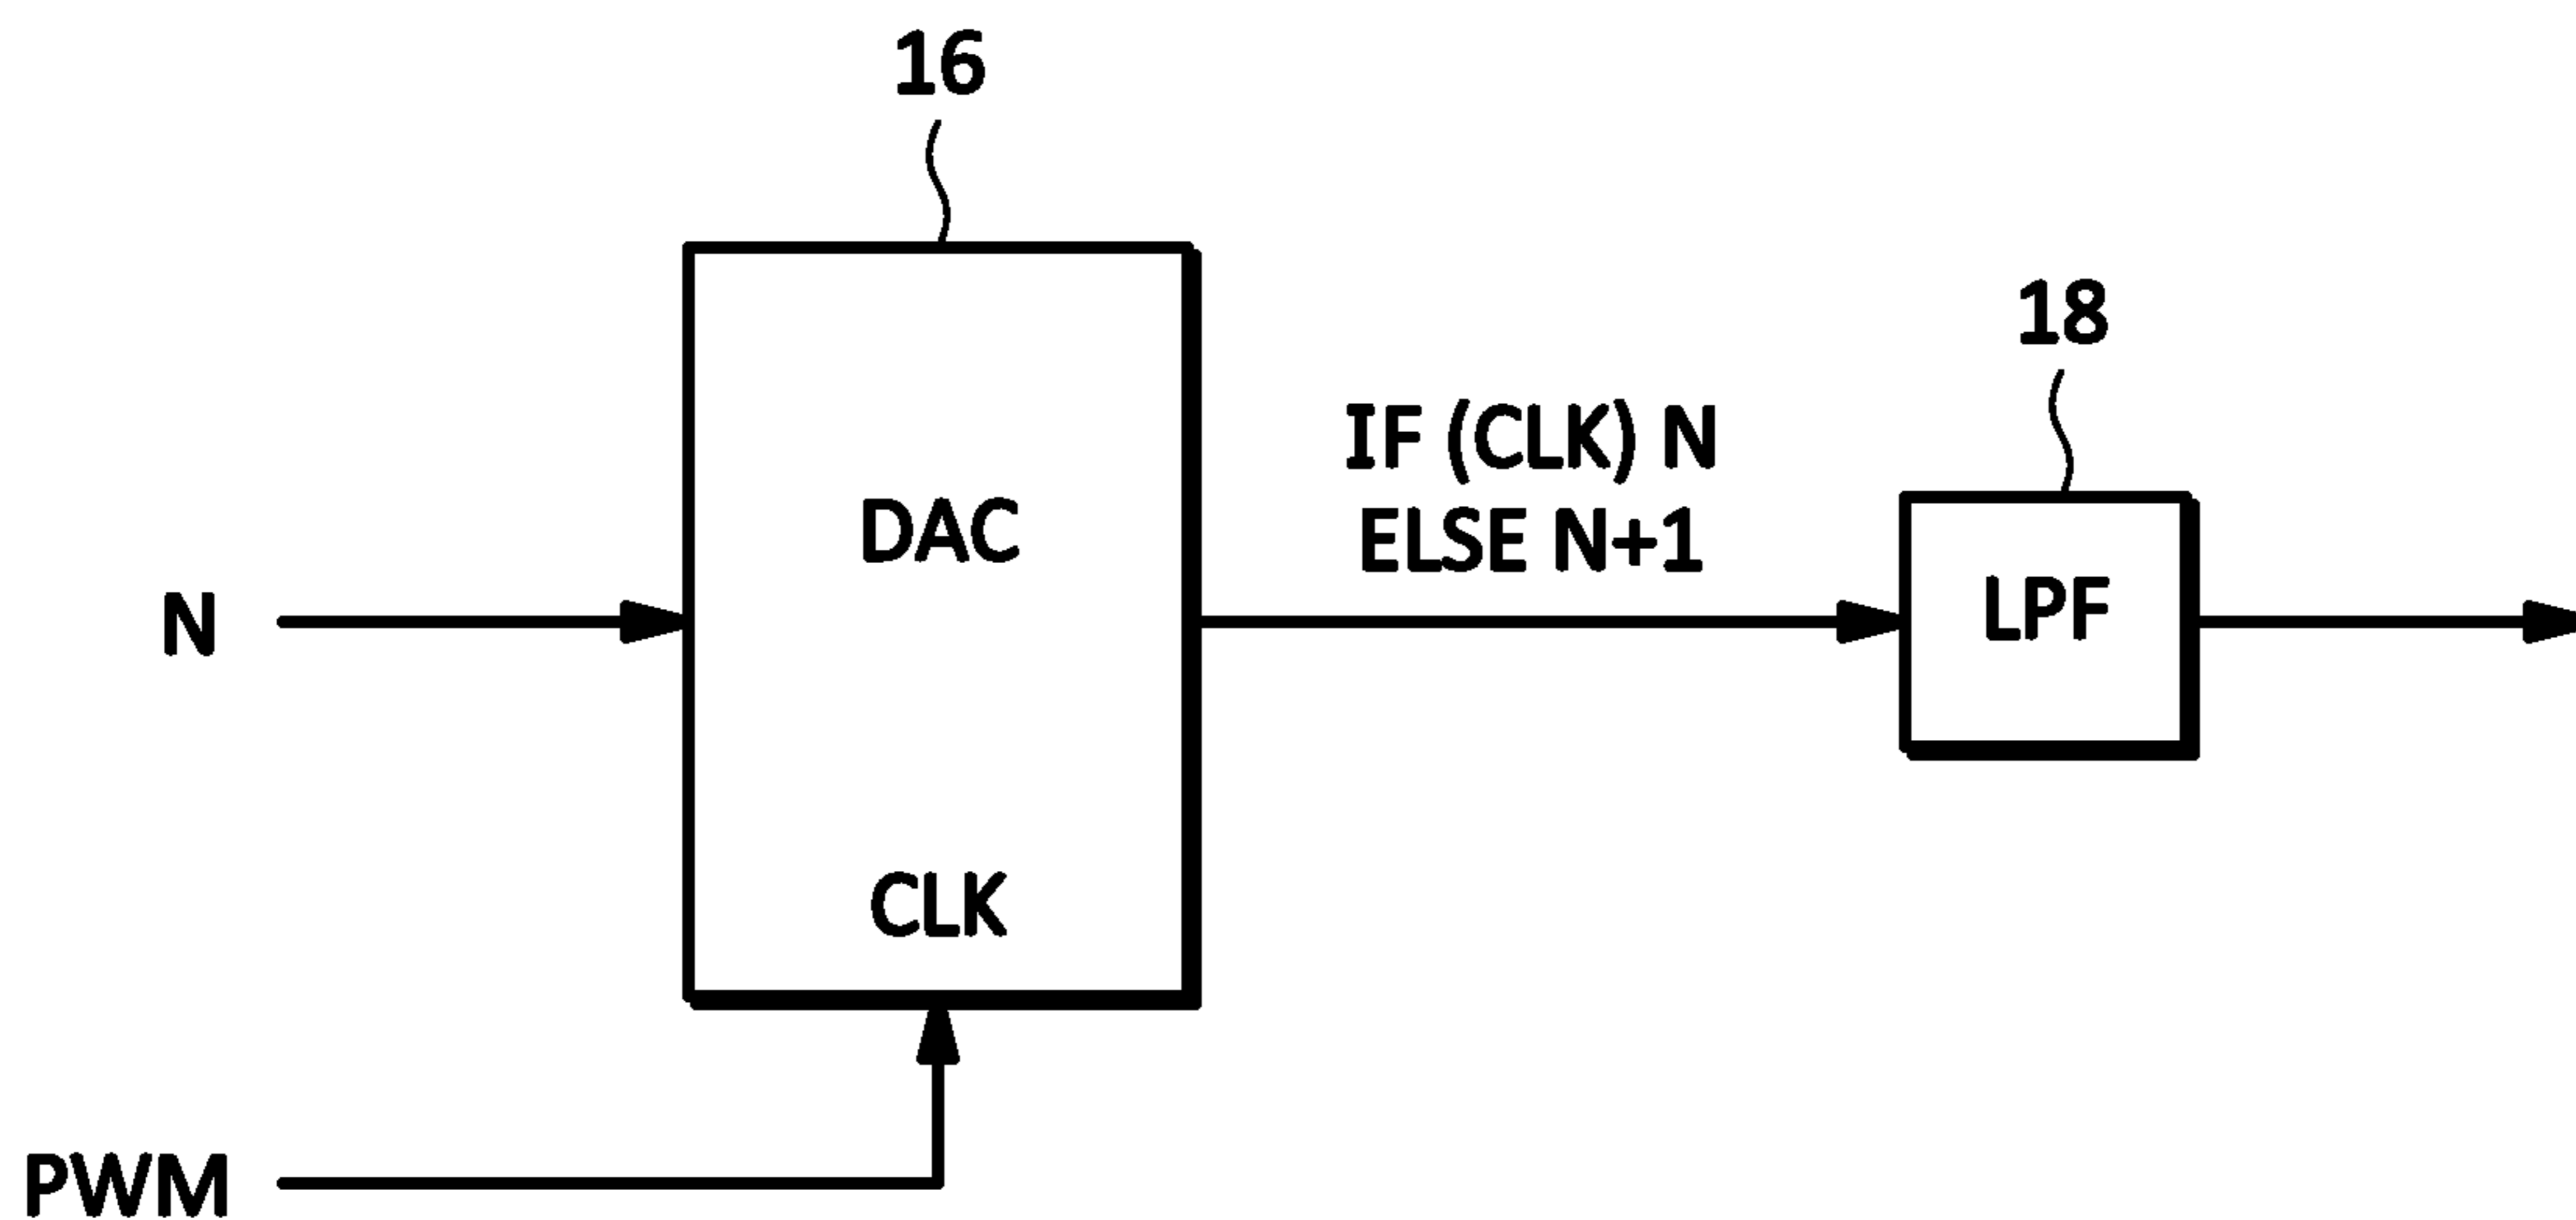 16
18
IF (CLK) N
ELSE N+1
DAC
LPF
N
CLK
PWM